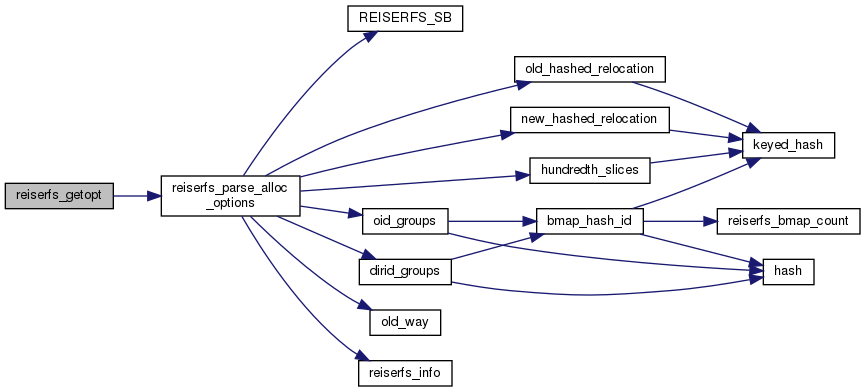 REISERFS_SB
old_hashed_relocation
new_hashed_relocation
keyed_hash
hundredth_slices
reiserfs_getopt
reiserfs_parse_alloc
_options
oid_groups
bmap_hash_id
reiserfs_bmap_count
dirid_groups
hash
old_way
reiserfs_info